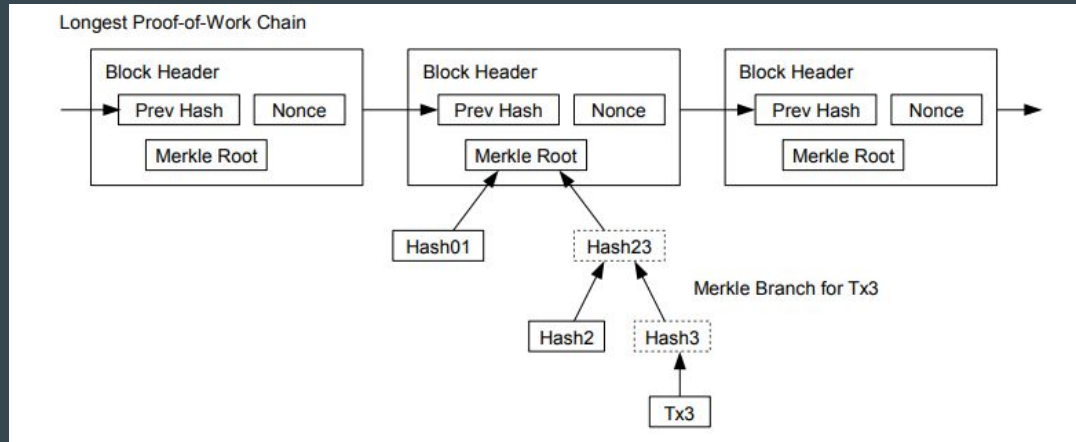 Longest Proof-of-Work Chain
Block Header
Prev Hash
Nonce
Merkle Root
Block Header
Prev Hash
Nonce
Merkle Root
Block Header
Prev Hash
Nonce
Merkle Root
Hash01
Hash23
Merkle Branch for Tx3
Hash2
Hash3
Tx3